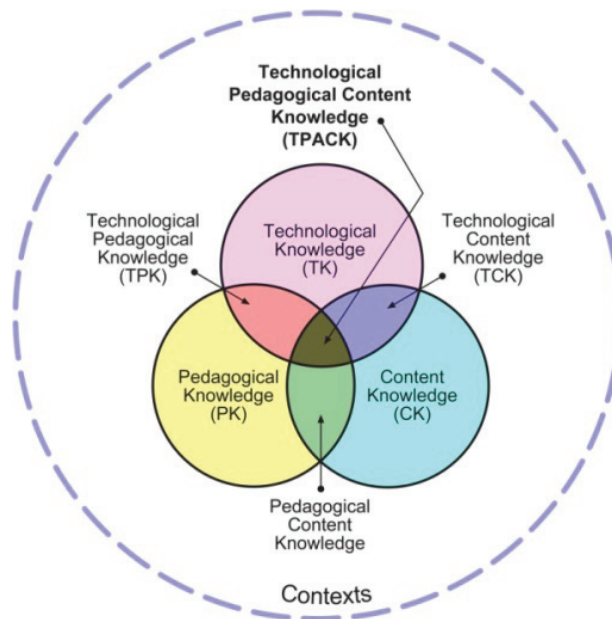 Technological
Pedagogical Content
Knowledge
(TPACK)
Technological
Pedagogical
Knowledge
(TPK)
Technological
Knowledge
(TK)
Technological
Content
Knowledge
(TCK)
Pedagogical
Knowledge
(PK)
Content
Knowledge
(CK)
Pedagogical
Content
Knowledge
Contexts